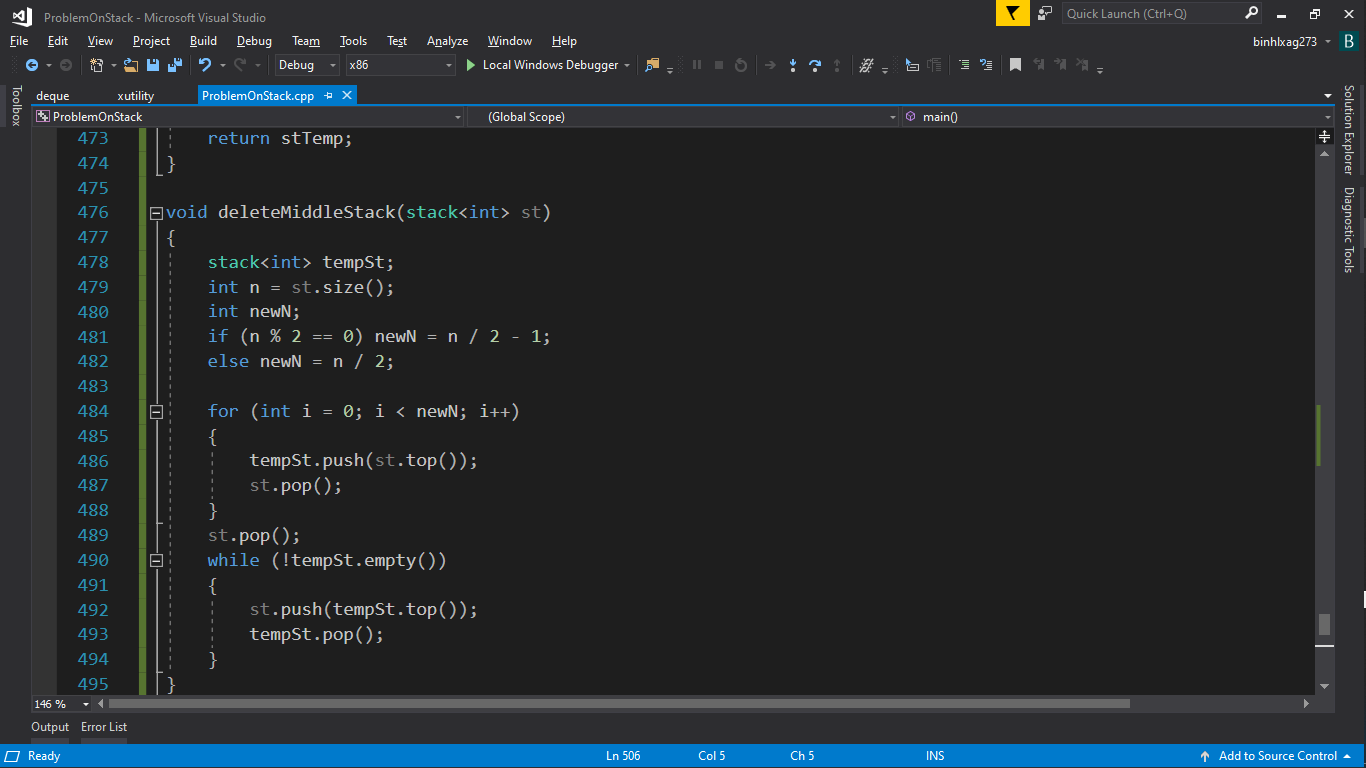 ProblemOnStack - Microsoft Visual Studio
Quick Launch (Ctrl+Q)
File Edit View Project Build Debug Team Tools Test Analyze Window Help
binhlxag273 B
Debug x86 Local Windows Debugger
deque xutility ProblemOnStack.cpp
ProblemOnStack (Global Scope) main()
Toolbox
Solution Explorer
Diagnostic Tools
473 return stTemp;
474 }
475
476 void deleteMiddleStack(stack<int> st)
477 {
478 stack<int> tempSt;
479 int n = st.size();
480 int newN;
481 if (n % 2 == 0) newN = n / 2 - 1;
482 else newN = n / 2;
483
484 for (int i = 0; i < newN; i++)
485 {
486 tempSt.push(st.top());
487 st.pop();
488 }
489 st.pop();
490 while (!tempSt.empty())
491 {
492 st.push(tempSt.top());
493 tempSt.pop();
494 }
495 }
146 %
Output Error List
Ready Ln 506 Col 5 Ch 5 INS Add to Source Control